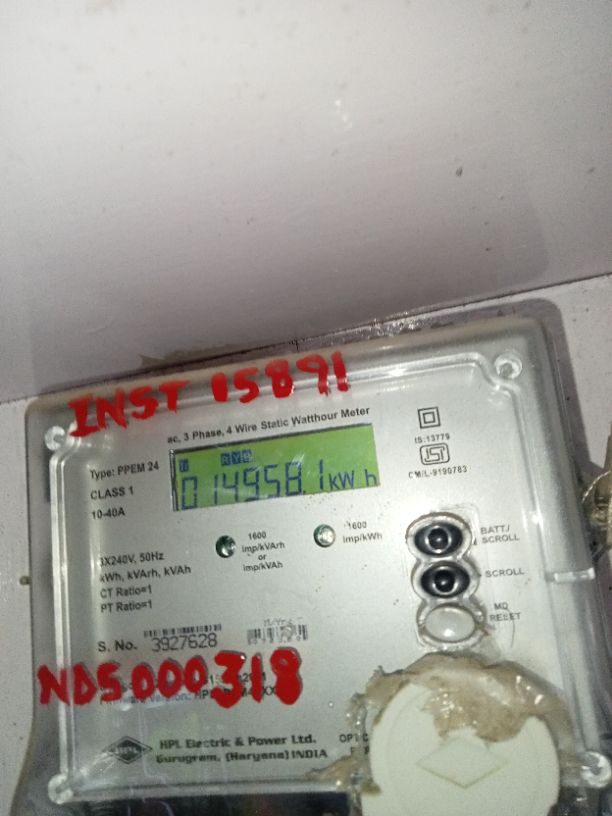 INST 15891
ac, 3 Phase, 4 Wire Static Watthour Meter
Type: PPEM 24
CLASS 1
10-40A
RYB
014958.1 kWh
IS:13779
CM/L-9190783
1600
imp/kVArh
or
imp/kVAh
1600
imp/kWh
BATT./
SCROLL
SCROLL
MD
RESET
3X240V, 50Hz
kWh, kVArh, kVAh
CT Ratio=1
PT Ratio=1
S. No. 3927628
NDS000318
HPL
HPL Electric & Power Ltd.
Gurugram, (Haryana) INDIA